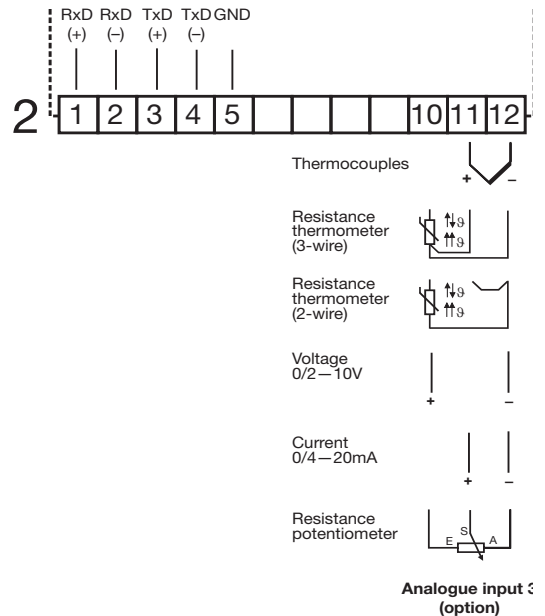 RxD RxD TxD TxD GND
(+) (–) (+) (–)
2
1 2 3 4 5 10 11 12
Thermocouples
+ –
Resistance
thermometer
(3-wire)
ϑ
ϑ
Resistance
thermometer
(2-wire)
ϑ
ϑ
Voltage
0/2—10V
+ –
Current
0/4—20mA
+ –
Resistance
potentiometer
E S A
Analogue input 3
(option)